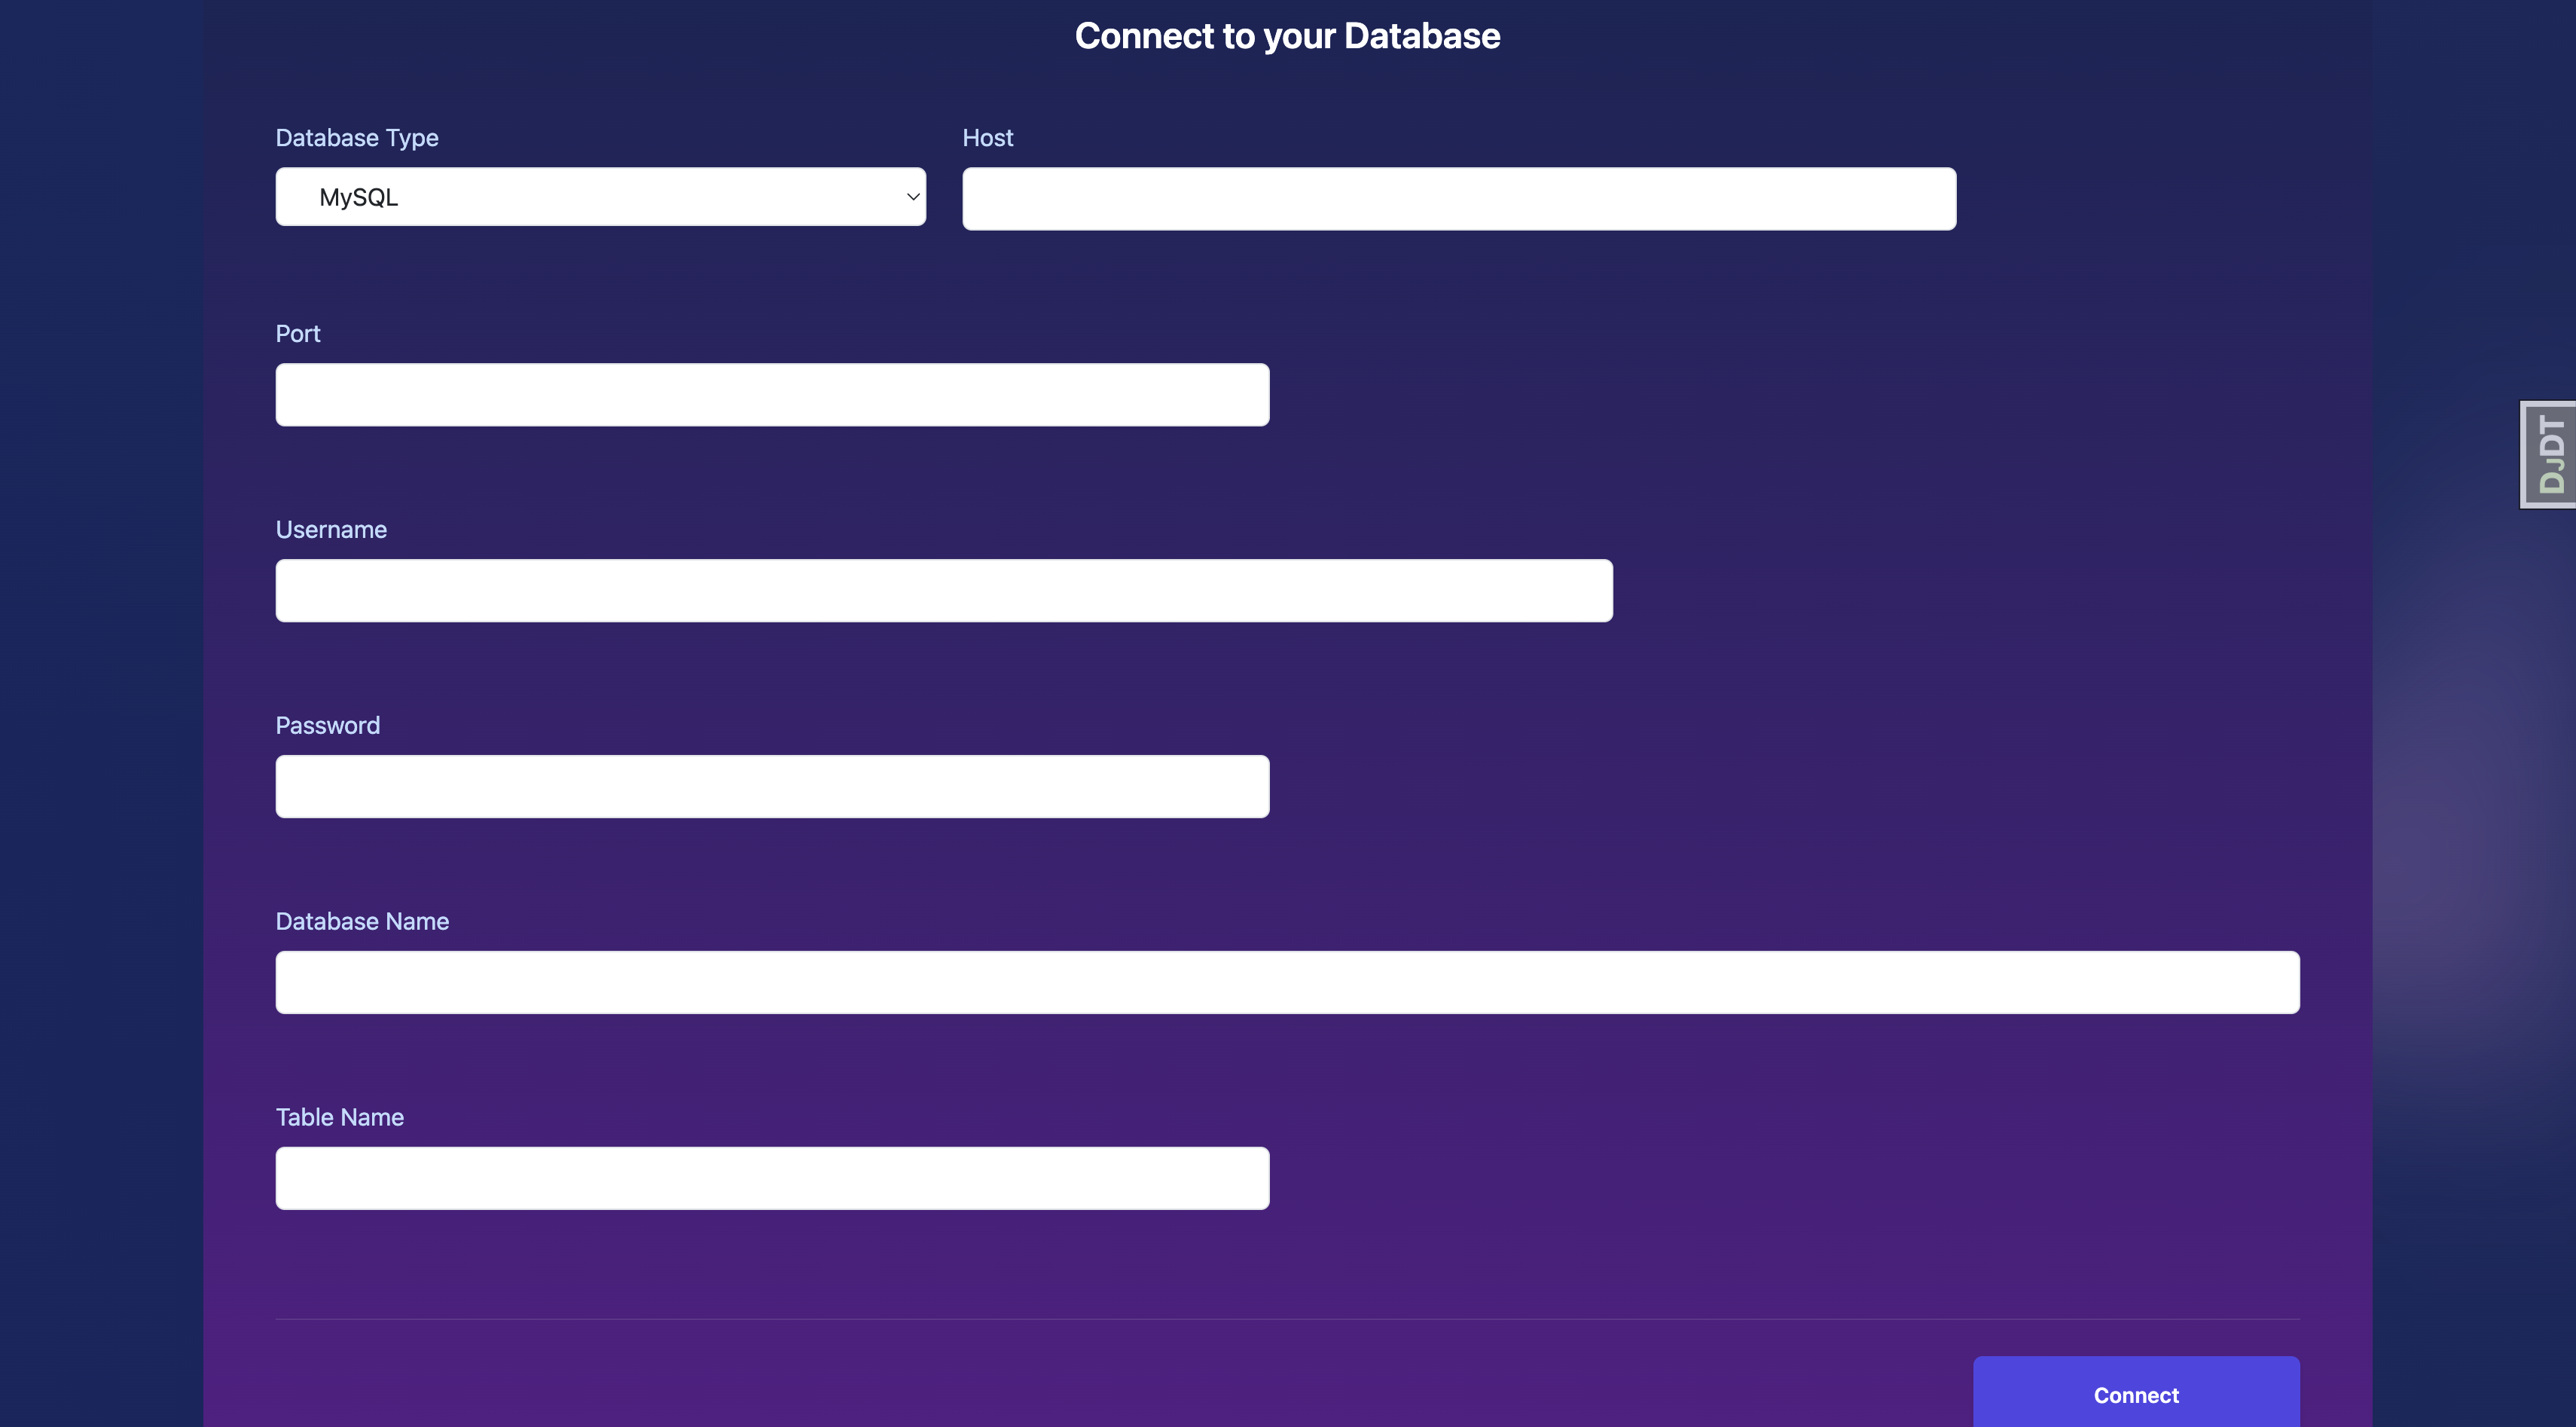 Connect to your Database
Database Type
Host
MySQL
Port
DJDT
Username
Password
Database Name
Table Name
Connect